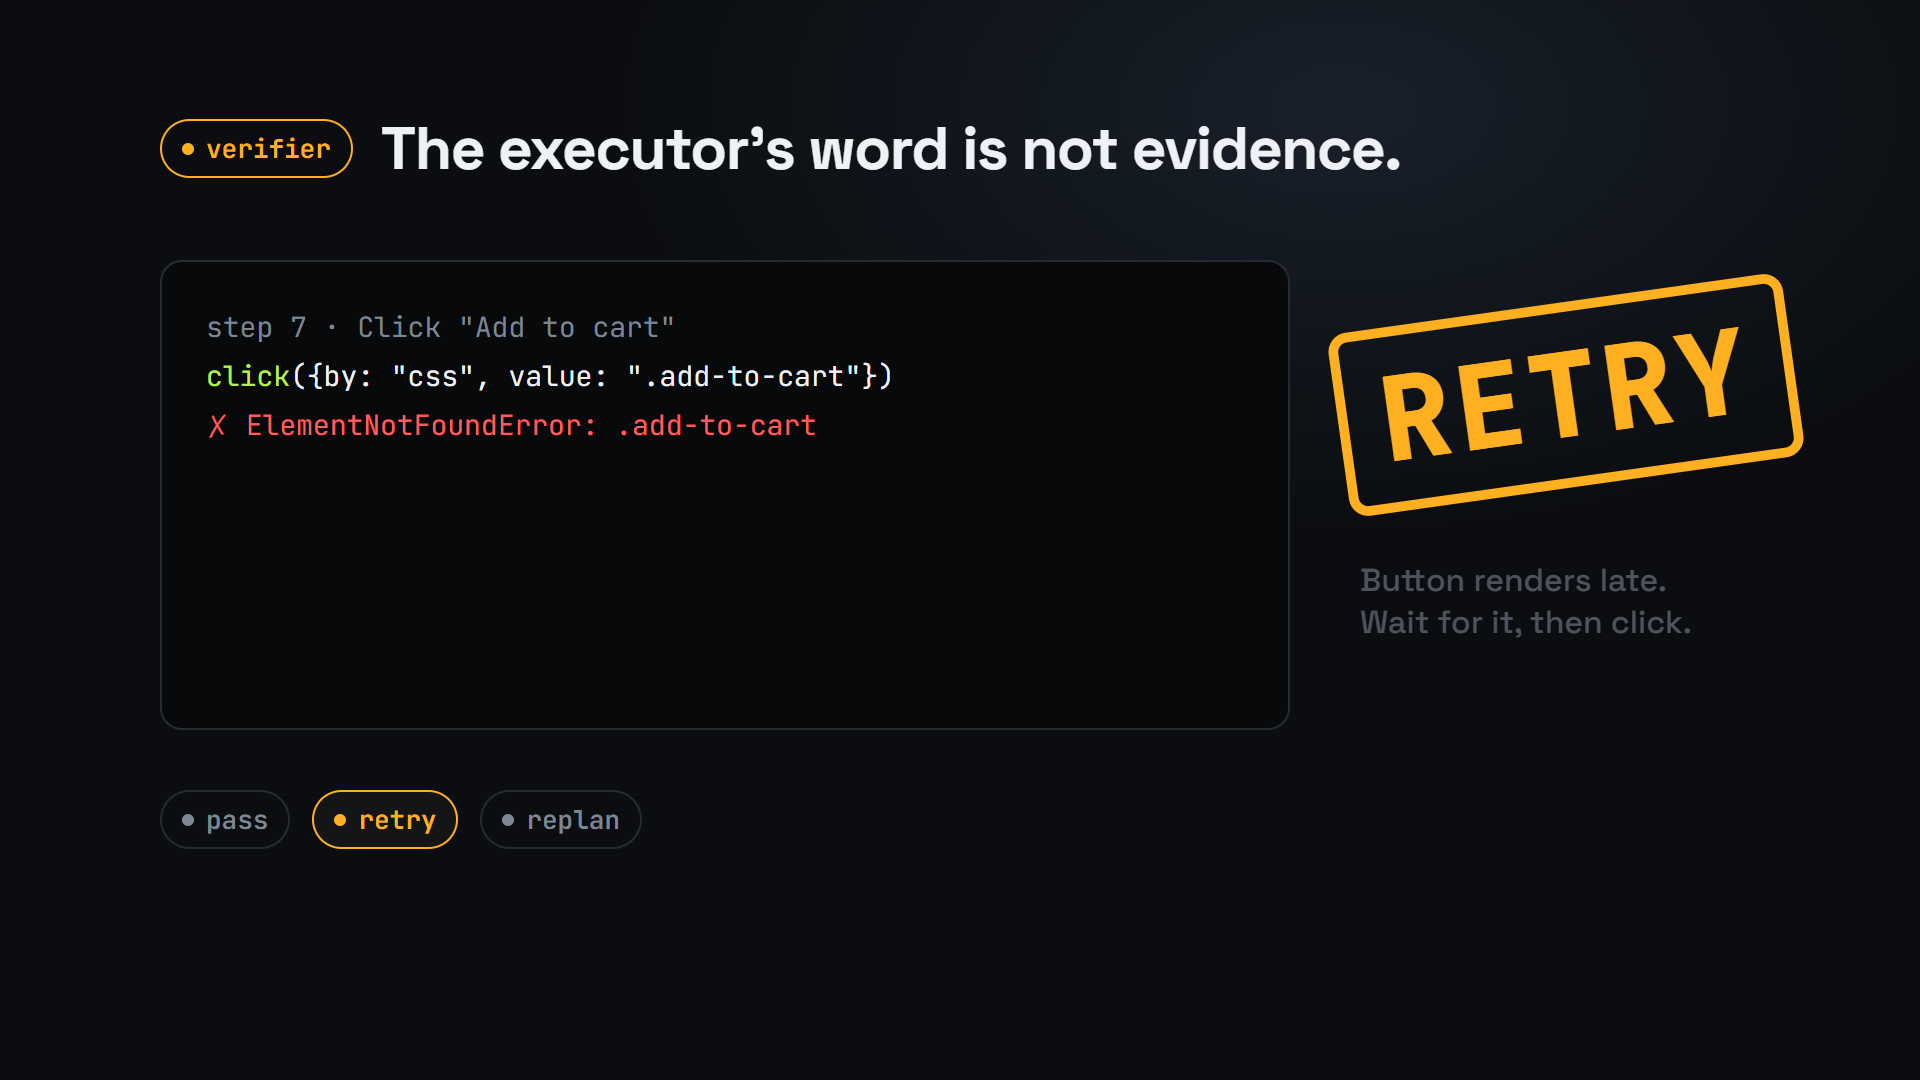 verifier
The executor’s word is not evidence.
step 7 · Click "Add to cart"
click({by: "css", value: ".add-to-cart"})
✗ ElementNotFoundError: .add-to-cart
RETRY
Button renders late.
Wait for it, then click.
pass
retry
replan